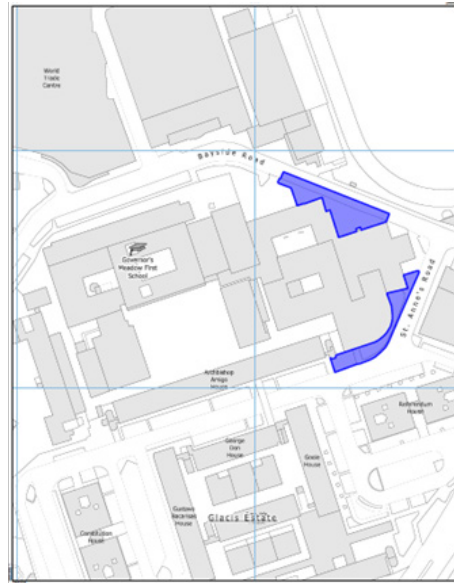 World
Trade
Centre
Bayside Road
Governor's
Meadow First
School
St. Anne's Road
Archbishop
Amigo
House
Referendum
House
George
Don
House
Goole
House
Gustavo
Bacarisas
House
Glacis Estate
Constitution
House